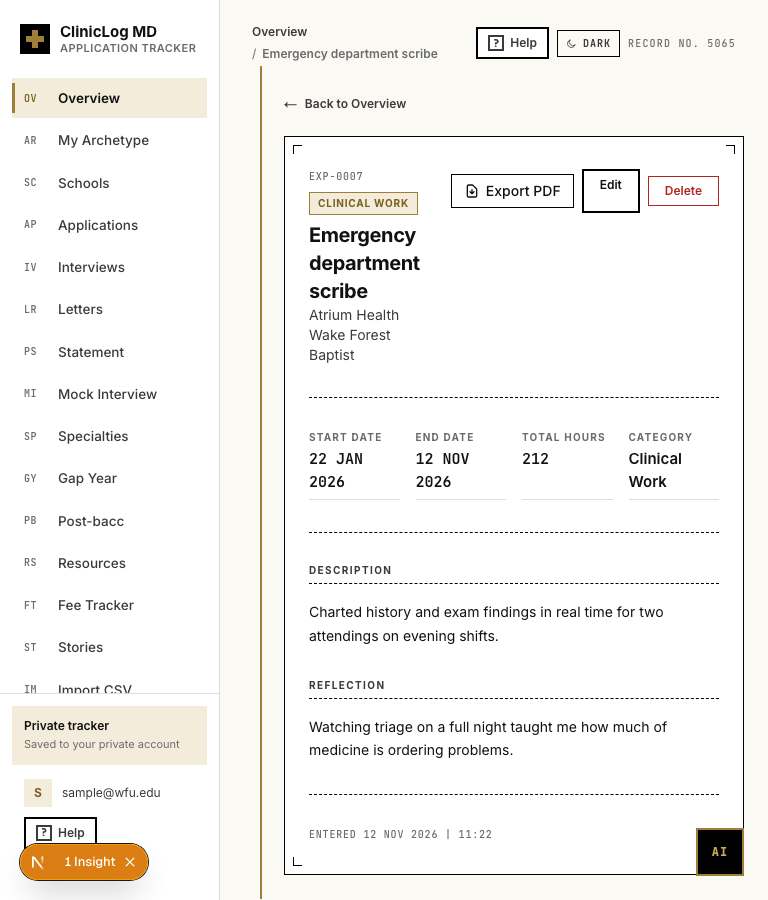 ClinicLog MD
APPLICATION TRACKER
OV Overview
AR My Archetype
SC Schools
AP Applications
IV Interviews
LR Letters
PS Statement
MI Mock Interview
SP Specialties
GY Gap Year
PB Post-bacc
RS Resources
FT Fee Tracker
ST Stories
IM Import CSV
Private tracker
Saved to your private account
S sample@wfu.edu
? Help
1 Insight
Overview
/ Emergency department scribe
? Help
DARK
RECORD NO. 5065
← Back to Overview
EXP-0007
CLINICAL WORK
Emergency
department
scribe
Atrium Health
Wake Forest
Baptist
Export PDF
Edit
Delete
START DATE
22 JAN
2026
END DATE
12 NOV
2026
TOTAL HOURS
212
CATEGORY
Clinical
Work
DESCRIPTION
Charted history and exam findings in real time for two
attendings on evening shifts.
REFLECTION
Watching triage on a full night taught me how much of
medicine is ordering problems.
ENTERED 12 NOV 2026 | 11:22
AI